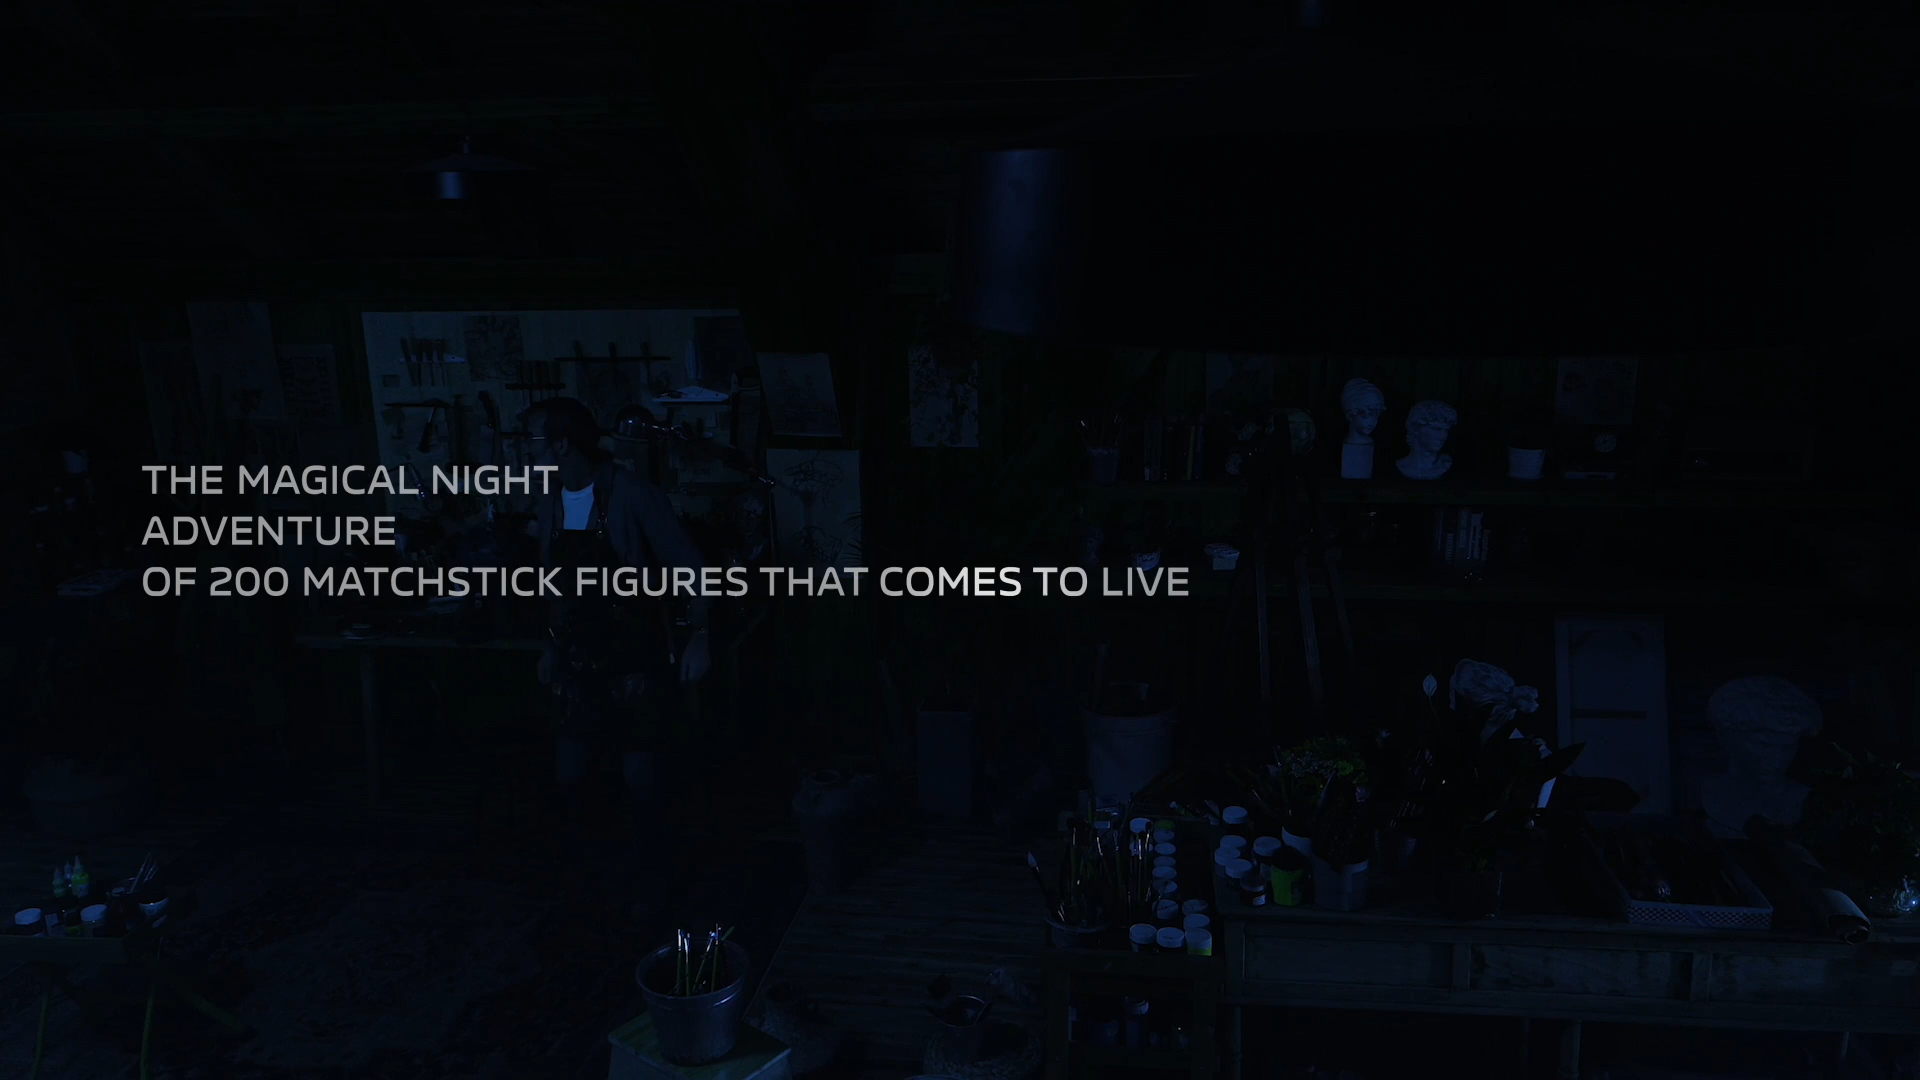 THE MAGICAL NIGHT
ADVENTURE
OF 200 MATCHSTICK FIGURES THAT COMES TO LIVE